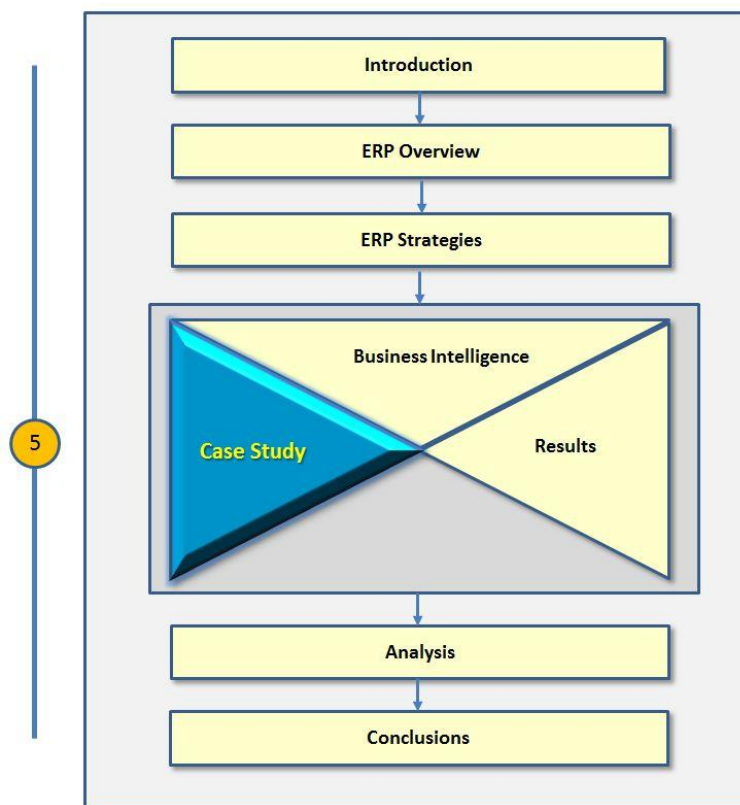 Introduction
ERP Overview
ERP Strategies
Business Intelligence
5
Case Study
Results
Analysis
Conclusions